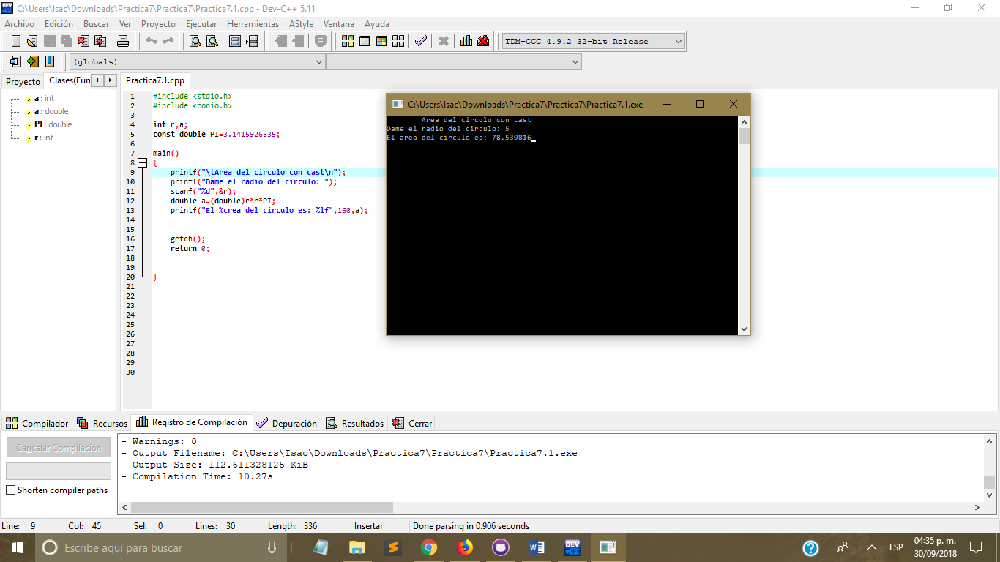 C:\Users\Isac\Downloads\Practica7\Practica7\Practica7.1.cpp - Dev-C++ 5.11
Archivo Edición Buscar Ver Proyecto Ejecutar Herramientas AStyle Ventana Ayuda
TDM-GCC 4.9.2 32-bit Release
(globals)
Proyecto Clases(Fun
Practica7.1.cpp
a : int
a : double
PI : double
r : int
1 #include <stdio.h>
2 #include <conio.h>
3
4 int r,a;
5 const double PI=3.1415926535;
6
7 main()
8 {
9 printf("\tArea del circulo con cast\n");
10 printf("Dame el radio del circulo: ");
11 scanf("%d",&r);
12 double a=(double)r*r*PI;
13 printf("El %crea del circulo es: %lf",160,a);
14
15
16 getch();
17 return 0;
18
19
20 }
21
22
23
24
25
26
27
28
29
30
C:\Users\Isac\Downloads\Practica7\Practica7\Practica7.1.exe
Area del circulo con cast
Dame el radio del circulo: 5
El área del circulo es: 78.539816
Compilador Recursos Registro de Compilación Depuración Resultados Cerrar
Cancelar Compilación
Shorten compiler paths
- Warnings: 0
- Output Filename: C:\Users\Isac\Downloads\Practica7\Practica7\Practica7.1.exe
- Output Size: 112.611328125 KiB
- Compilation Time: 10.27s
Line: 9 Col: 45 Sel: 0 Lines: 30 Length: 336 Insertar Done parsing in 0.906 seconds
Escribe aquí para buscar
DEV
ESP
04:35 p. m.
30/09/2018